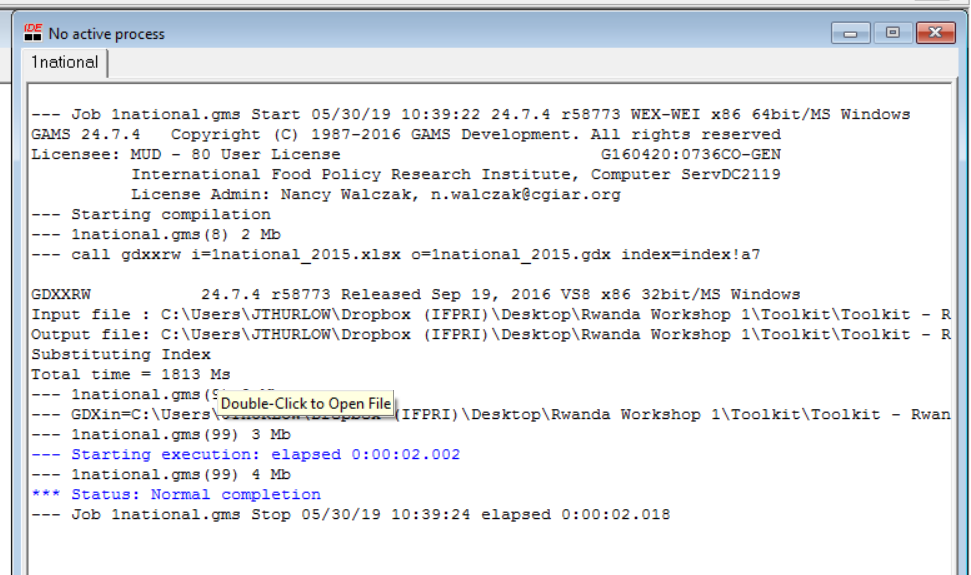 IDE No active process
1national
--- Job 1national.gms Start 05/30/19 10:39:22 24.7.4 r58773 WEX-WEI x86 64bit/MS Windows
GAMS 24.7.4   Copyright (C) 1987-2016 GAMS Development. All rights reserved
Licensee: MUD - 80 User License                          G160420:0736CO-GEN
          International Food Policy Research Institute, Computer ServDC2119
          License Admin: Nancy Walczak, n.walczak@cgiar.org
--- Starting compilation
--- 1national.gms(8) 2 Mb
--- call gdxxrw i=1national_2015.xlsx o=1national_2015.gdx index=index!a7
GDXXRW           24.7.4 r58773 Released Sep 19, 2016 VS8 x86 32bit/MS Windows
Input file : C:\Users\JTHURLOW\Dropbox (IFPRI)\Desktop\Rwanda Workshop 1\Toolkit\Toolkit - R
Output file: C:\Users\JTHURLOW\Dropbox (IFPRI)\Desktop\Rwanda Workshop 1\Toolkit\Toolkit - R
Substituting Index
Total time = 1813 Ms
--- 1national.gms(
Double-Click to Open File
--- GDXin=C:\Users\ (IFPRI)\Desktop\Rwanda Workshop 1\Toolkit\Toolkit - Rwan
--- 1national.gms(99) 3 Mb
--- Starting execution: elapsed 0:00:02.002
--- 1national.gms(99) 4 Mb
*** Status: Normal completion
--- Job 1national.gms Stop 05/30/19 10:39:24 elapsed 0:00:02.018